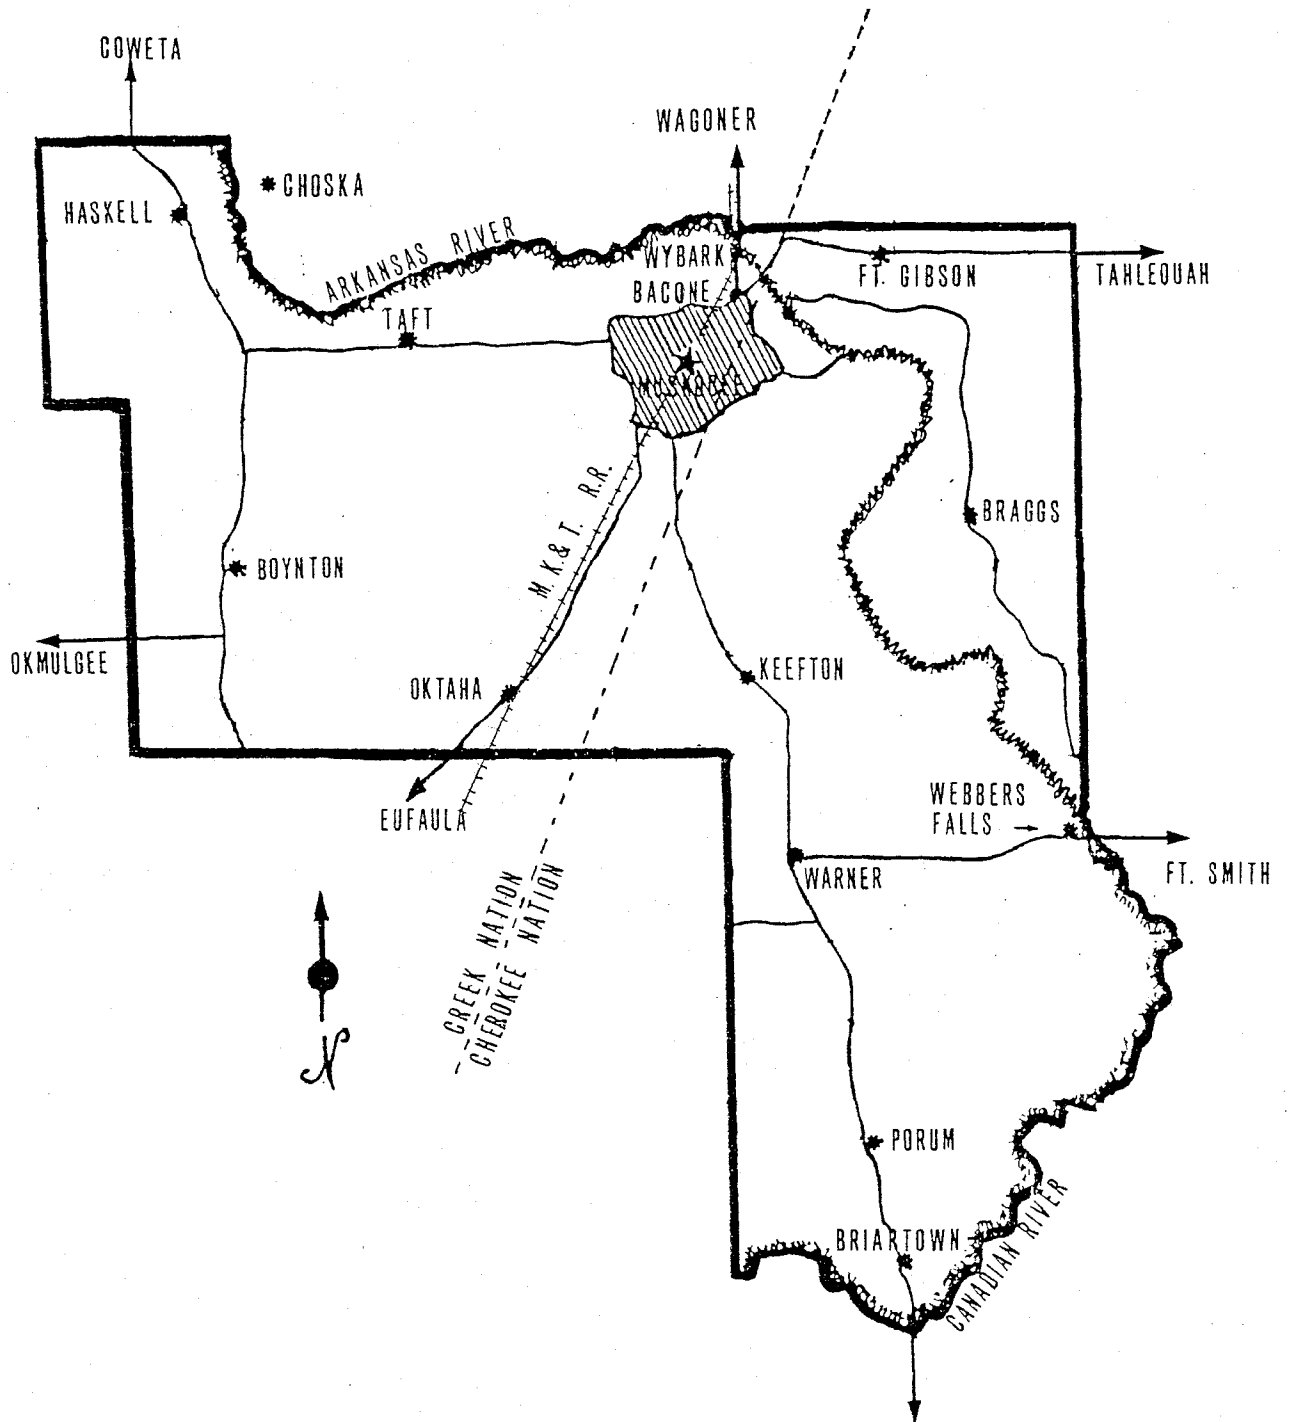 COWETA
WAGONER
CHOSKA
HASKELL
ARKANSAS RIVER
WYBARK
FT. GIBSON
TAHLEQUAH
BACONE
TAFT
MUSKOGEE
M.K.& T. R.R.
BRAGGS
BOYNTON
OKMULGEE
KEEFTON
OKTAHA
WEBBERS
FALLS
EUFAULA
FT. SMITH
WARNER
CREEK NATION
CHEROKEE NATION
N
PORUM
BRIARTOWN
CANADIAN RIVER